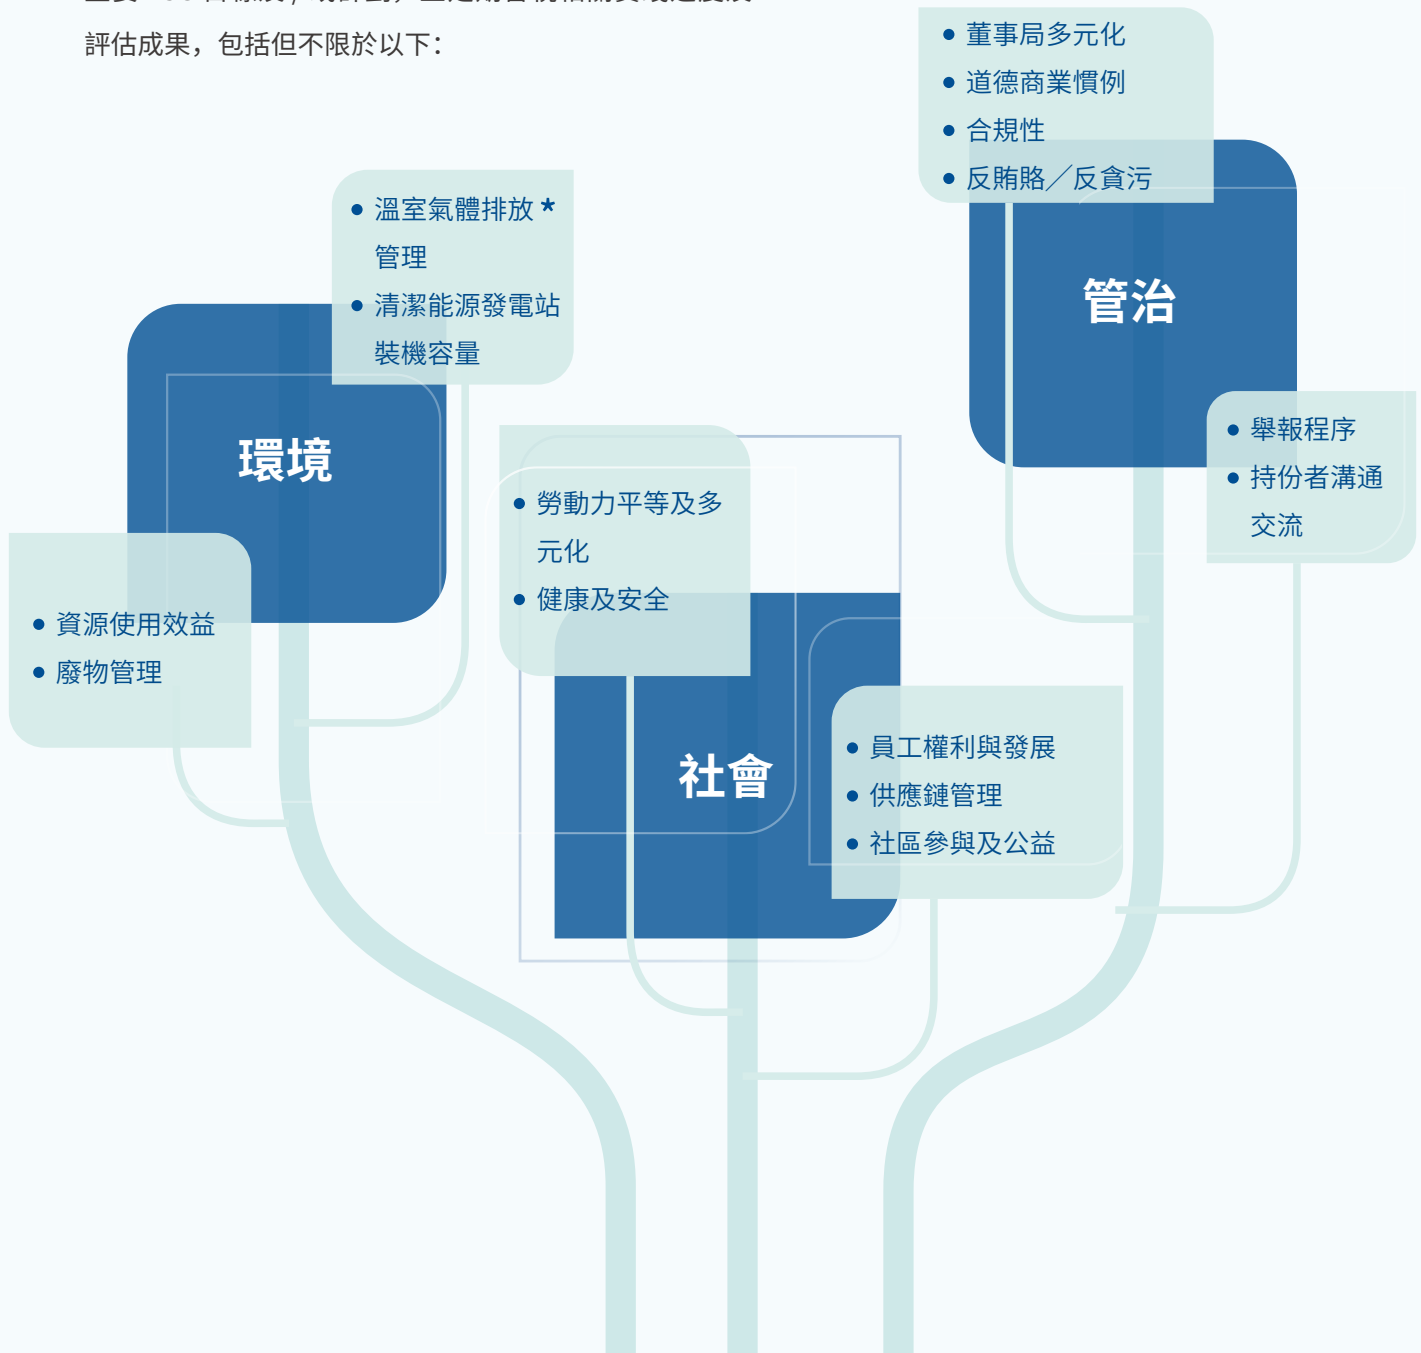 評估成果，包括但不限於以下：
• 董事局多元化
• 道德商業慣例
• 合規性
• 反賄賂／反貪污
管治
• 舉報程序
• 持份者溝通
交流
• 溫室氣體排放*
管理
• 清潔能源發電站
裝機容量
環境
• 資源使用效益
• 廢物管理
• 勞動力平等及多
元化
• 健康及安全
社會
• 員工權利與發展
• 供應鏈管理
• 社區參與及公益